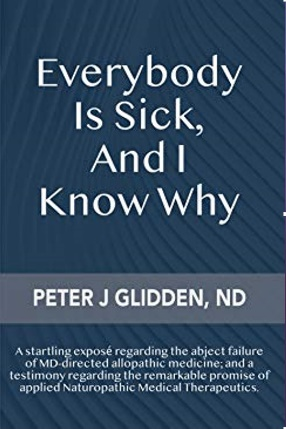 Everybody
Is Sick,
And I
Know Why
PETER J GLIDDEN, ND
A startling exposé regarding the abject failure
of MD-directed allopathic medicine; and a
testimony regarding the remarkable promise of
applied Naturopathic Medical Therapeutics.